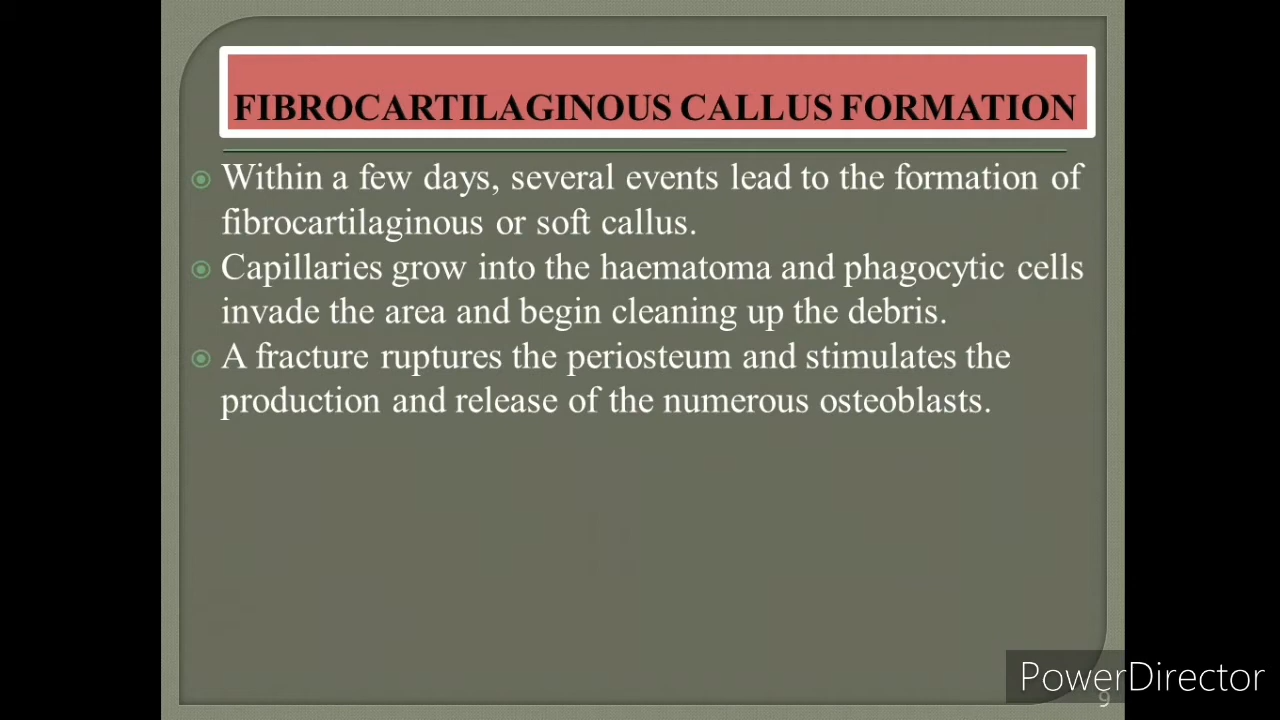 FIBROCARTILAGINOUS CALLUS FORMATION
Within a few days, several events lead to the formation of
fibrocartilaginous or soft callus.
Capillaries grow into the haematoma and phagocytic cells
invade the area and begin cleaning up the debris.
A fracture ruptures the periosteum and stimulates the
production and release of the numerous osteoblasts.
PowerDirector
9